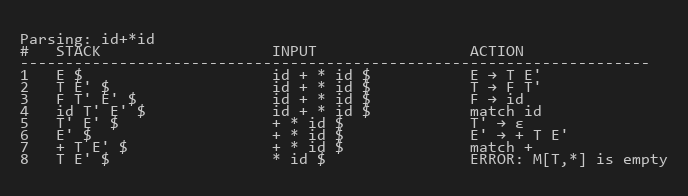 Parsing: id+*id
#   STACK                    INPUT                 ACTION
----------------------------------------------------------------------
1   E $                      id + * id $           E → T E'
2   T E' $                   id + * id $           T → F T'
3   F T' E' $                id + * id $           F → id
4   id T' E' $               id + * id $           match id
5   T' E' $                  + * id $              T' → ε
6   E' $                     + * id $              E' → + T E'
7   + T E' $                 + * id $              match +
8   T E' $                   * id $                ERROR: M[T,*] is empty